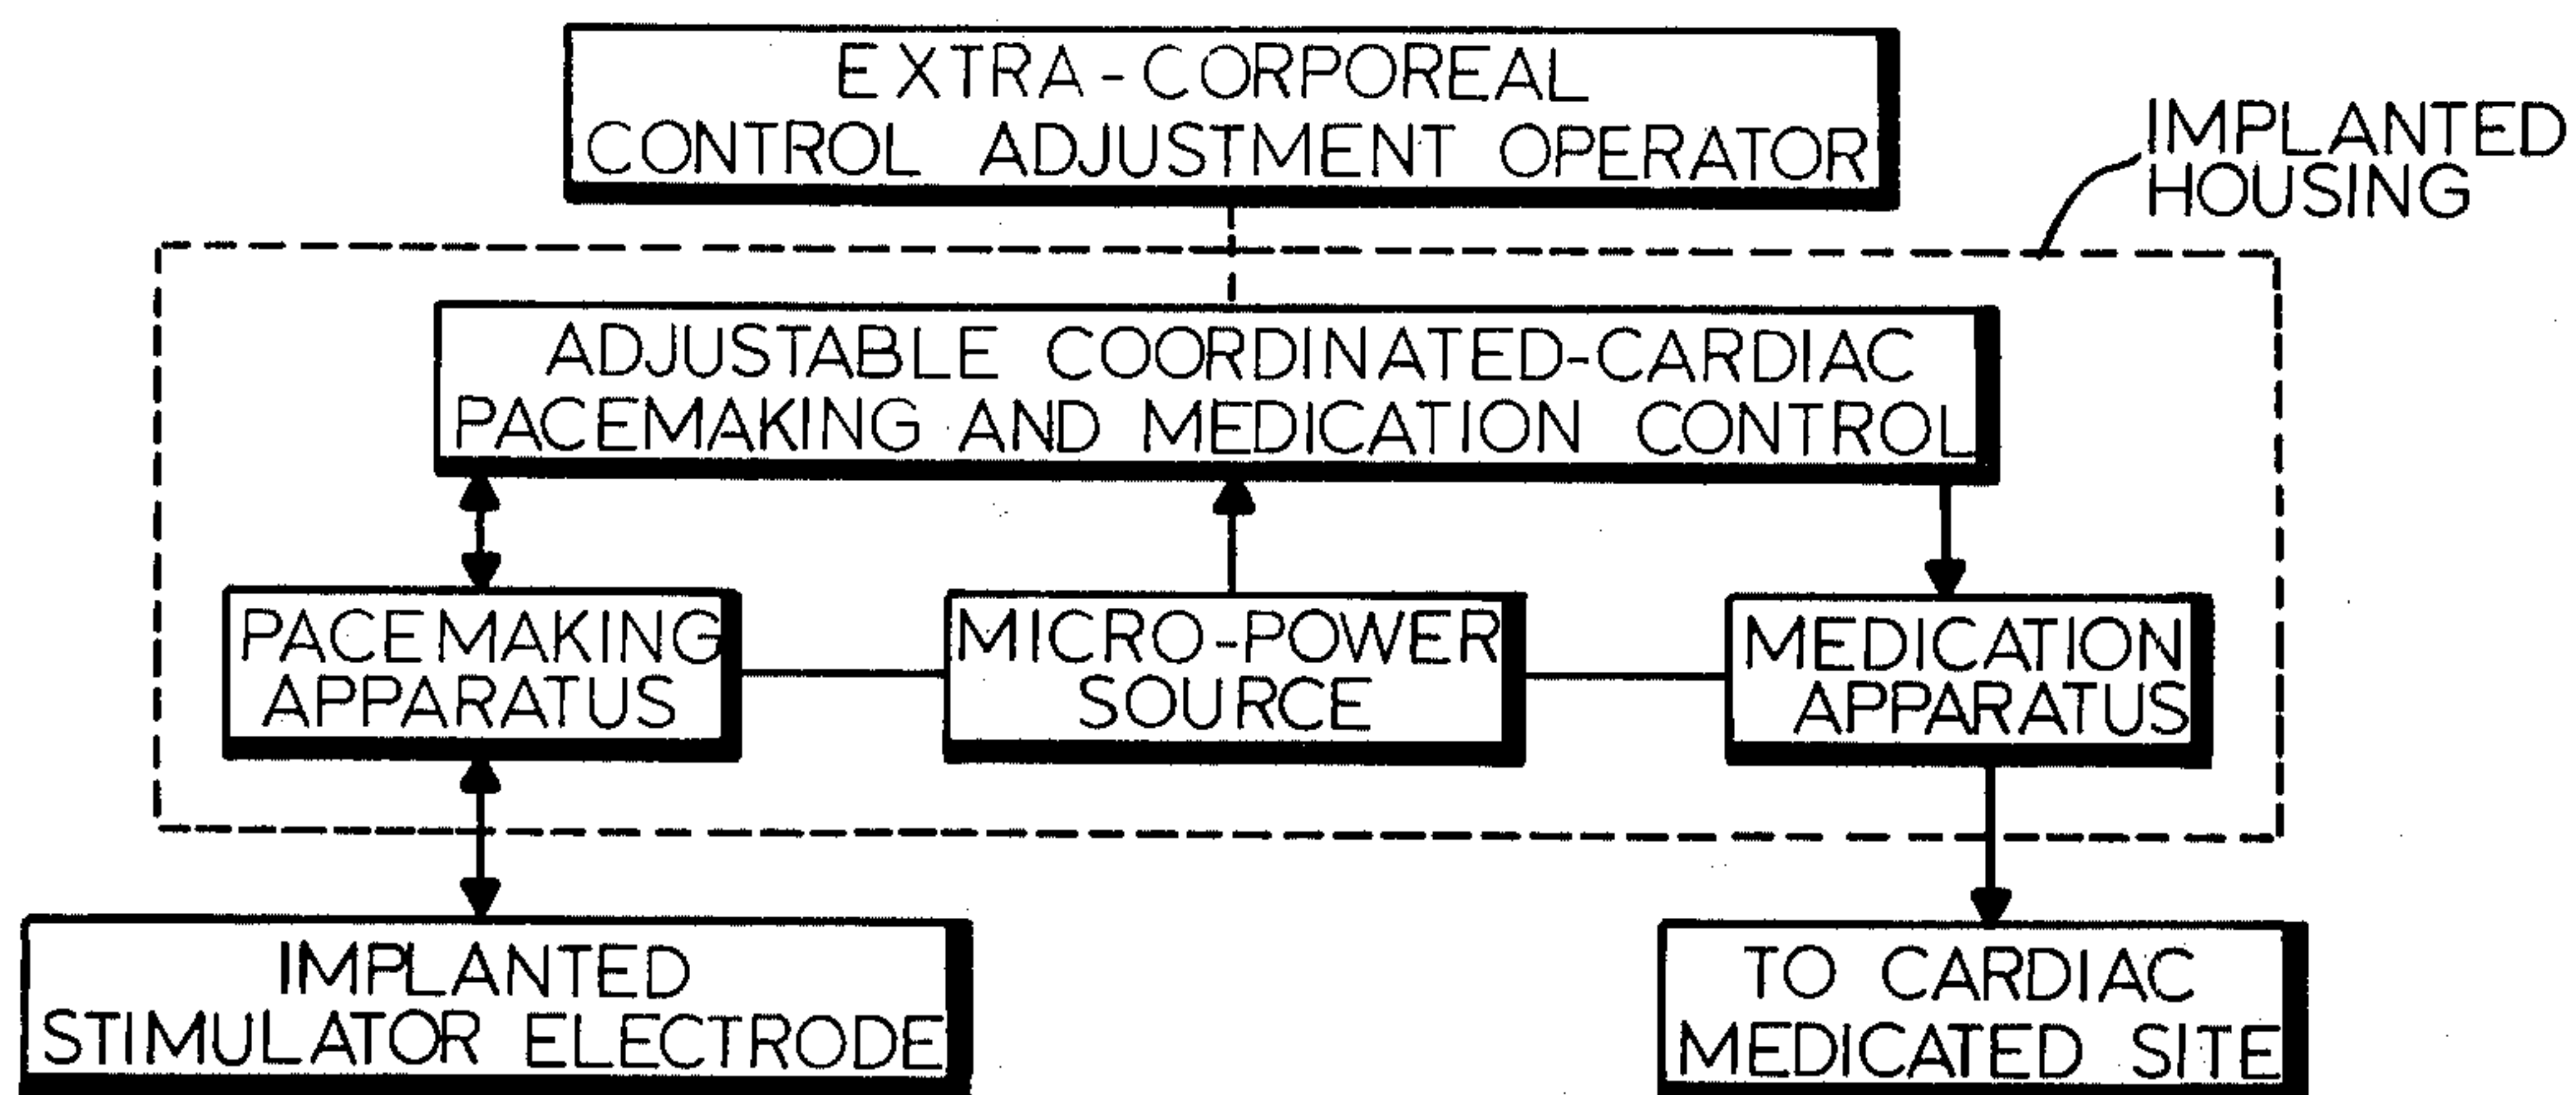 EXTRA-CORPOREAL
CONTROL ADJUSTMENT OPERATOR
IMPLANTED
HOUSING
ADJUSTABLE COORDINATED-CARDIAC
PACEMAKING AND MEDICATION CONTROL
PACEMAKING
APPARATUS
MICRO-POWER
SOURCE
MEDICATION
APPARATUS
IMPLANTED
STIMULATOR ELECTRODE
TO CARDIAC
MEDICATED SITE